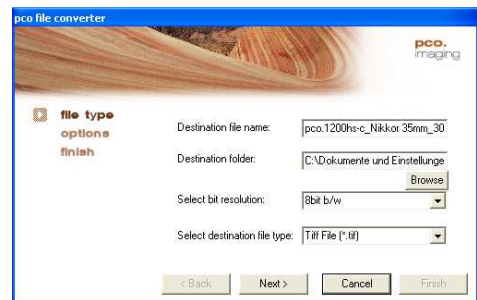 pco file converter
pco.
imaging
file type
options
finish
Destination file name:
pco.1200hs-c_Nikkor 35mm_30
Destination folder:
C:\Dokumente und Einstellunge
Browse
Select bit resolution:
8bit b/w
Select destination file type:
Tiff File (*.tif)
< Back
Next >
Cancel
Finish